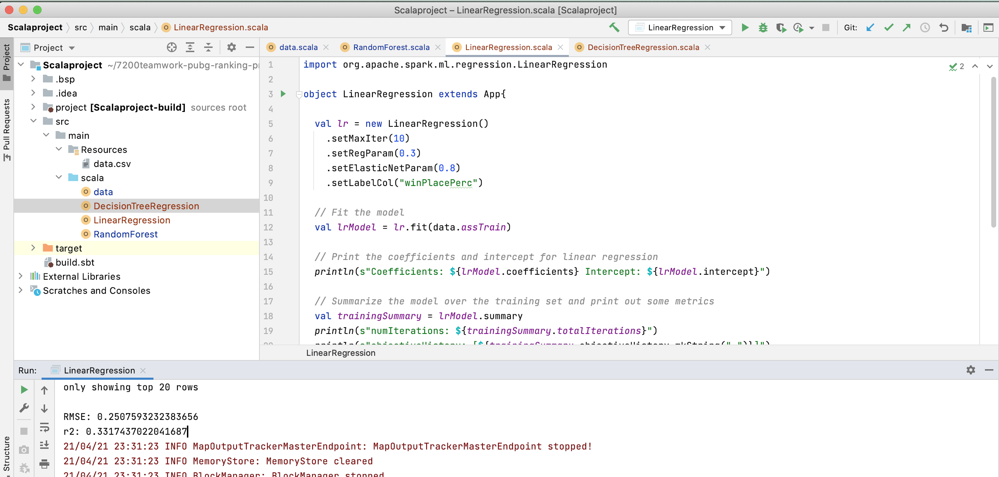 Scalaproject – LinearRegression.scala [Scalaproject]
Scalaproject src main scala LinearRegression.scala LinearRegression Git:
Project
Pull Requests
Structure
Project
Scalaproject ~/7200teamwork-pubg-ranking-pr
.bsp
.idea
project [Scalaproject-build] sources root
src
main
Resources
data.csv
scala
data
DecisionTreeRegression
LinearRegression
RandomForest
target
build.sbt
External Libraries
Scratches and Consoles
data.scala RandomForest.scala LinearRegression.scala DecisionTreeRegression.scala
2
1 import org.apache.spark.ml.regression.LinearRegression
2
3 object LinearRegression extends App{
4
5 val lr = new LinearRegression()
6 .setMaxIter(10)
7 .setRegParam(0.3)
8 .setElasticNetParam(0.8)
9 .setLabelCol("winPlacePerc")
10
11 // Fit the model
12 val lrModel = lr.fit(data.assTrain)
13
14 // Print the coefficients and intercept for linear regression
15 println(s"Coefficients: ${lrModel.coefficients} Intercept: ${lrModel.intercept}")
16
17 // Summarize the model over the training set and print out some metrics
18 val trainingSummary = lrModel.summary
19 println(s"numIterations: ${trainingSummary.totalIterations}")
20 println(s"objectiveHistory: [${trainingSummary.objectiveHistory.mkString(",")}]")
LinearRegression
Run: LinearRegression
only showing top 20 rows
RMSE: 0.2507593232383656
r2: 0.3317437022041687
21/04/21 23:31:23 INFO MapOutputTrackerMasterEndpoint: MapOutputTrackerMasterEndpoint stopped!
21/04/21 23:31:23 INFO MemoryStore: MemoryStore cleared
21/04/21 23:31:23 INFO BlockManager: BlockManager stopped